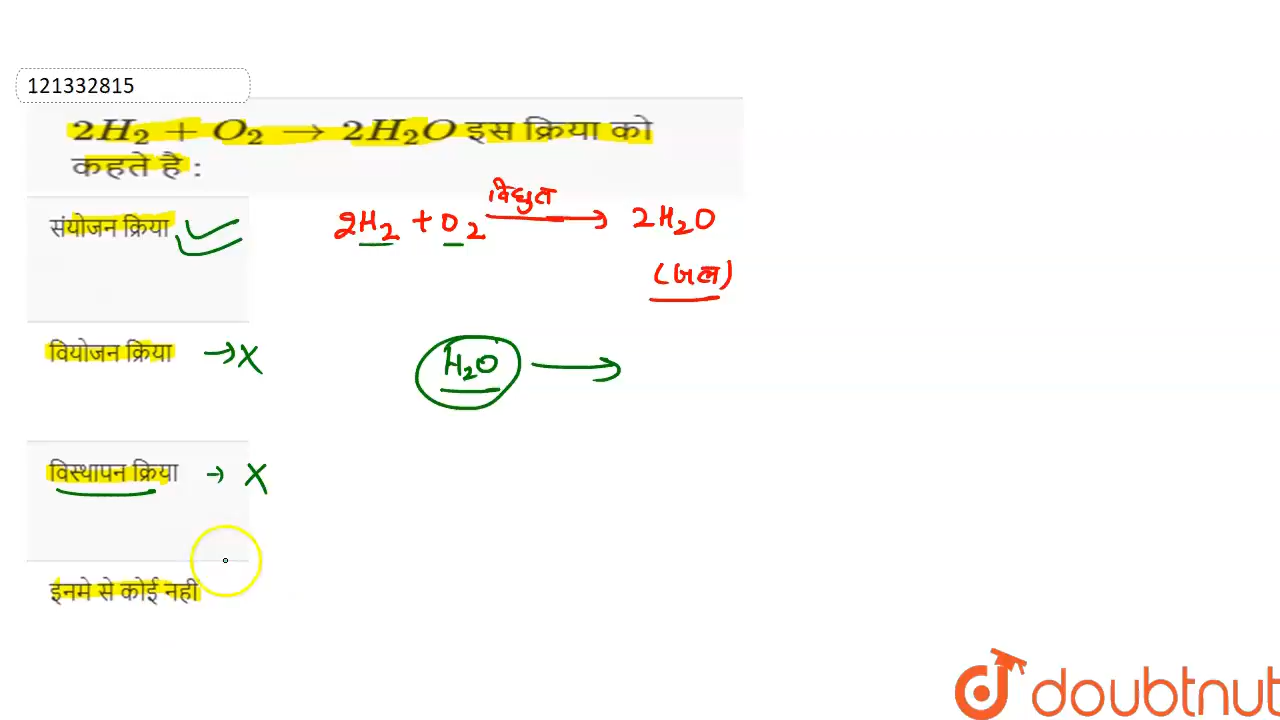 121332815
2H₂ + O₂ → 2H₂O इस क्रिया को
कहते है :
संयोजन क्रिया
2H₂ + O₂ विद्युत → 2H₂O
(जल)
वियोजन क्रिया → X
H₂O →
विस्थापन क्रिया → X
इनमे से कोई नही
doubtnut